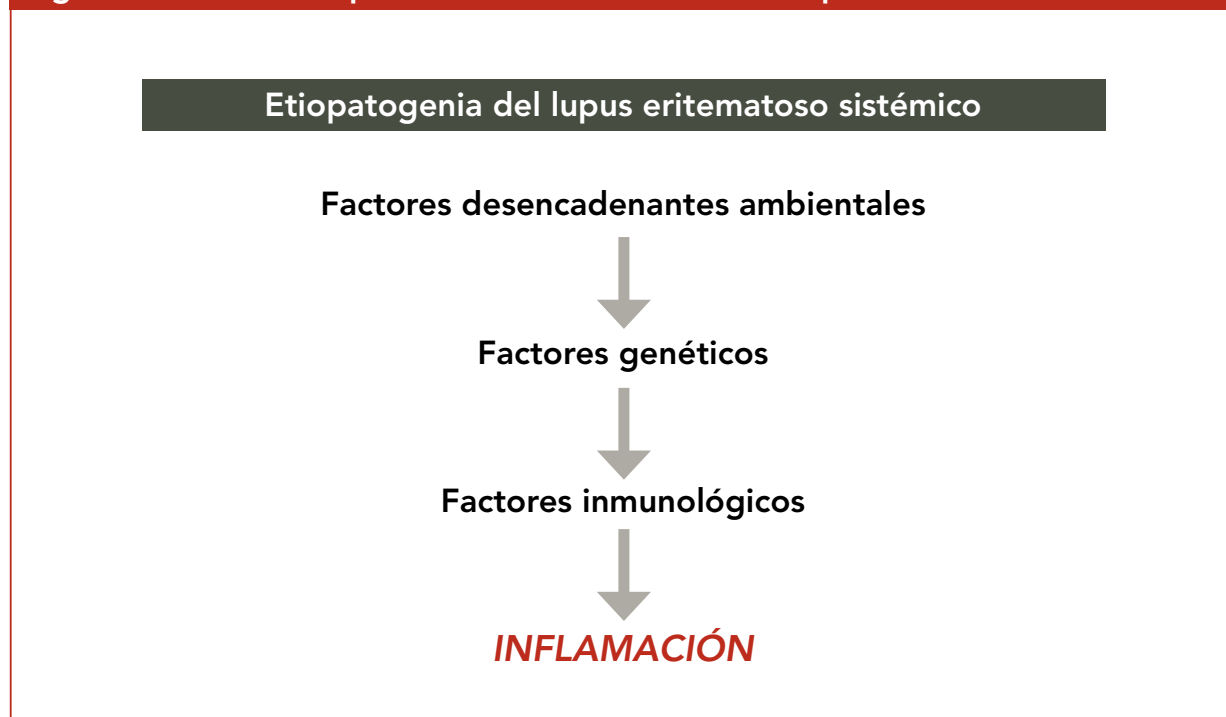 Etiopatogenia del lupus eritematoso sistémico
Factores desencadenantes ambientales
Factores genéticos
Factores inmunológicos
INFLAMACIÓN